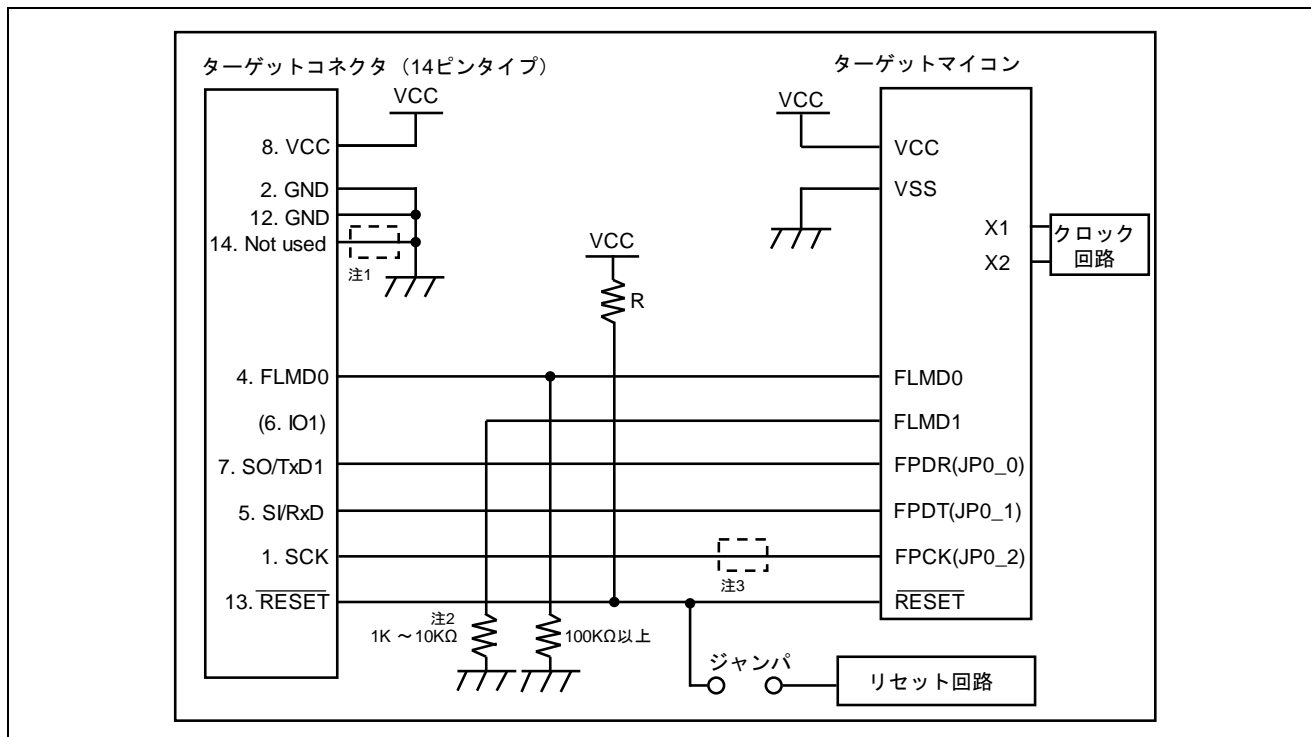 ターゲットコネクタ（14ピンタイプ）
ターゲットマイコン
VCC
VCC
8. VCC
VCC
2. GND
VSS
12. GND
14. Not used
注1
VCC
X1
X2
クロック
回路
R
4. FLMD0
FLMD0
(6. IO1)
FLMD1
7. SO/TxD1
FPDR(JP0_0)
5. SI/RxD
FPDT(JP0_1)
1. SCK
FPCK(JP0_2)
注3
13. RESET
RESET
注2
1K ～10KΩ
100KΩ以上
ジャンパ
リセット回路